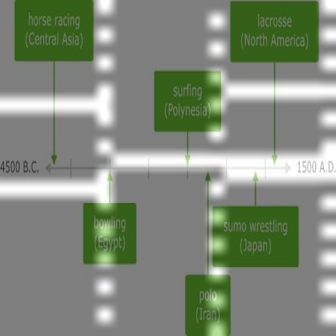 horse racing
(Central Asia)
lacrosse
(North America)
surfing
(Polynesia)
4500 B.C.
1500 A.D.
bowling
(Egypt)
sumo wrestling
(Japan)
polo
(Iran)